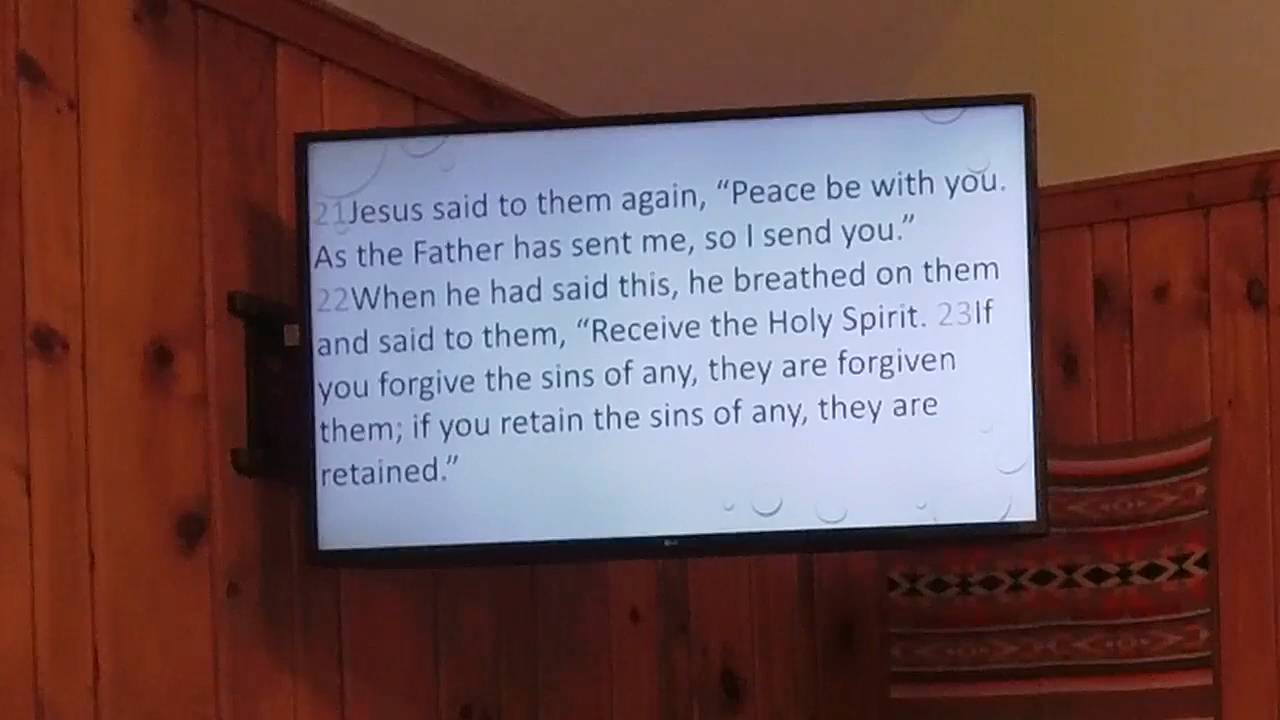 21Jesus said to them again, “Peace be with you.
As the Father has sent me, so I send you.”
22When he had said this, he breathed on them
and said to them, “Receive the Holy Spirit. 23If
you forgive the sins of any, they are forgiven
them; if you retain the sins of any, they are
retained.”
LG